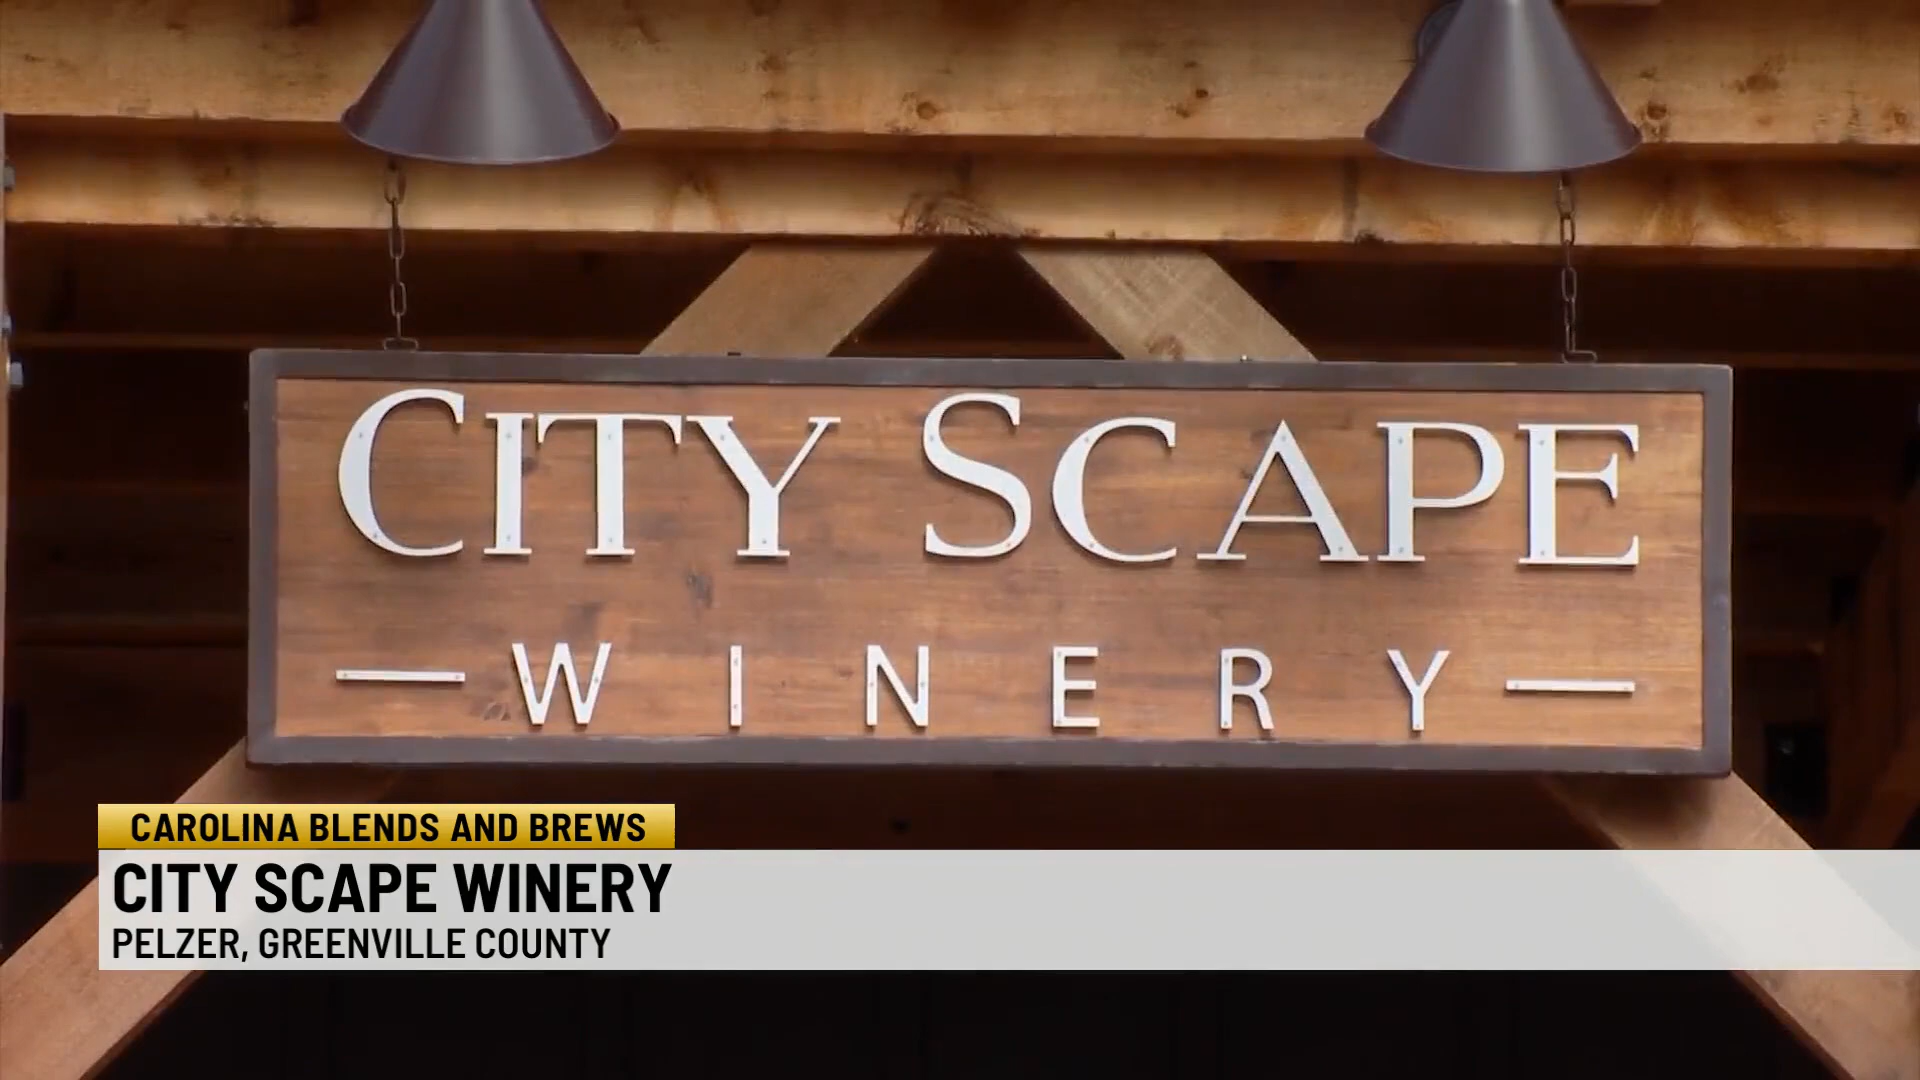 CITY SCAPE
WINERY
CAROLINA BLENDS AND BREWS
CITY SCAPE WINERY
PELZER, GREENVILLE COUNTY